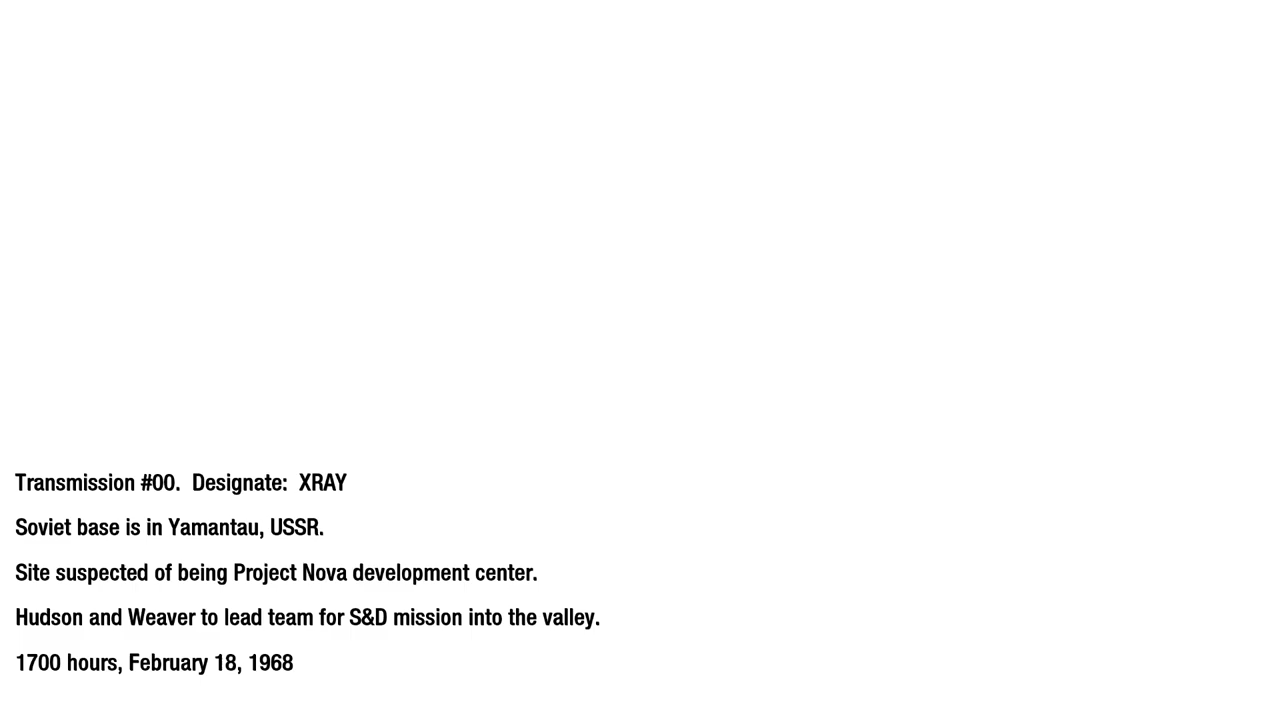 Transmission #00.  Designate:  XRAY
Soviet base is in Yamantau, USSR.
Site suspected of being Project Nova development center.
Hudson and Weaver to lead team for S&D mission into the valley.
1700 hours, February 18, 1968